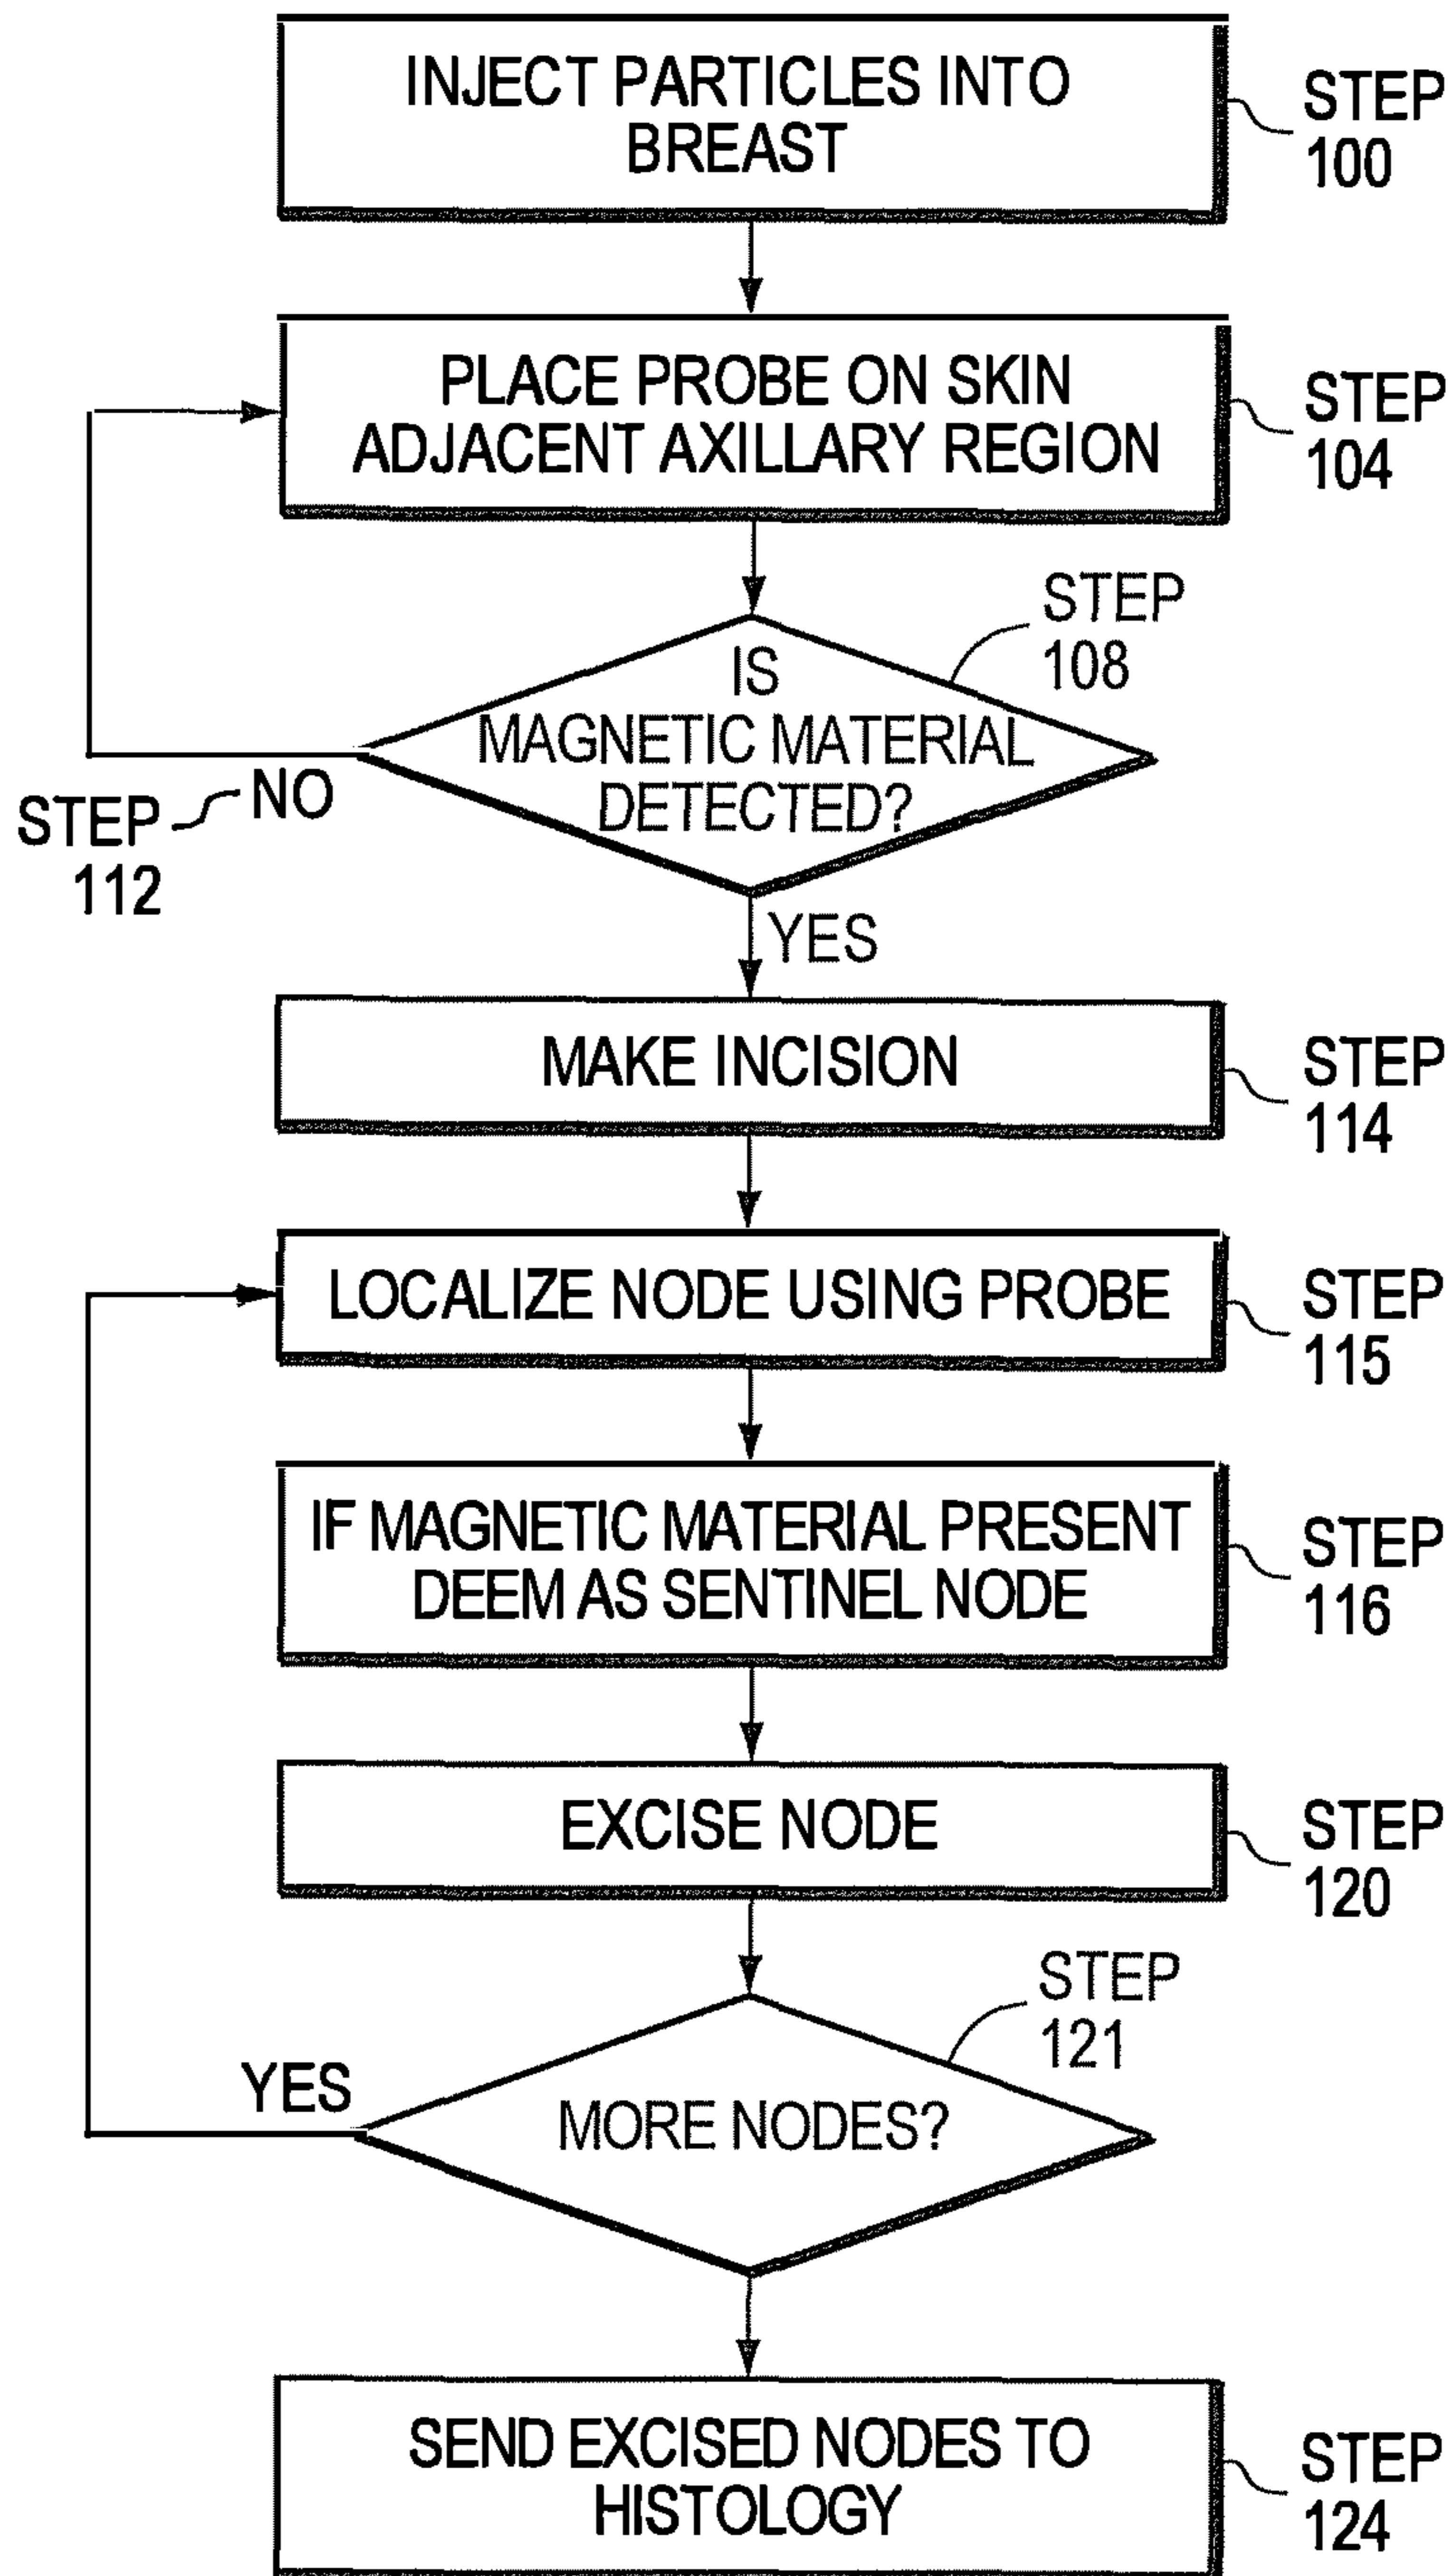 INJECT PARTICLES INTO
BREAST
STEP
100
PLACE PROBE ON SKIN
ADJACENT AXILLARY REGION
STEP
104
IS
MAGNETIC MATERIAL
DETECTED?
STEP
108
NO
STEP
112
YES
MAKE INCISION
STEP
114
LOCALIZE NODE USING PROBE
STEP
115
IF MAGNETIC MATERIAL PRESENT
DEEM AS SENTINEL NODE
STEP
116
EXCISE NODE
STEP
120
STEP
121
YES
MORE NODES?
SEND EXCISED NODES TO
HISTOLOGY
STEP
124